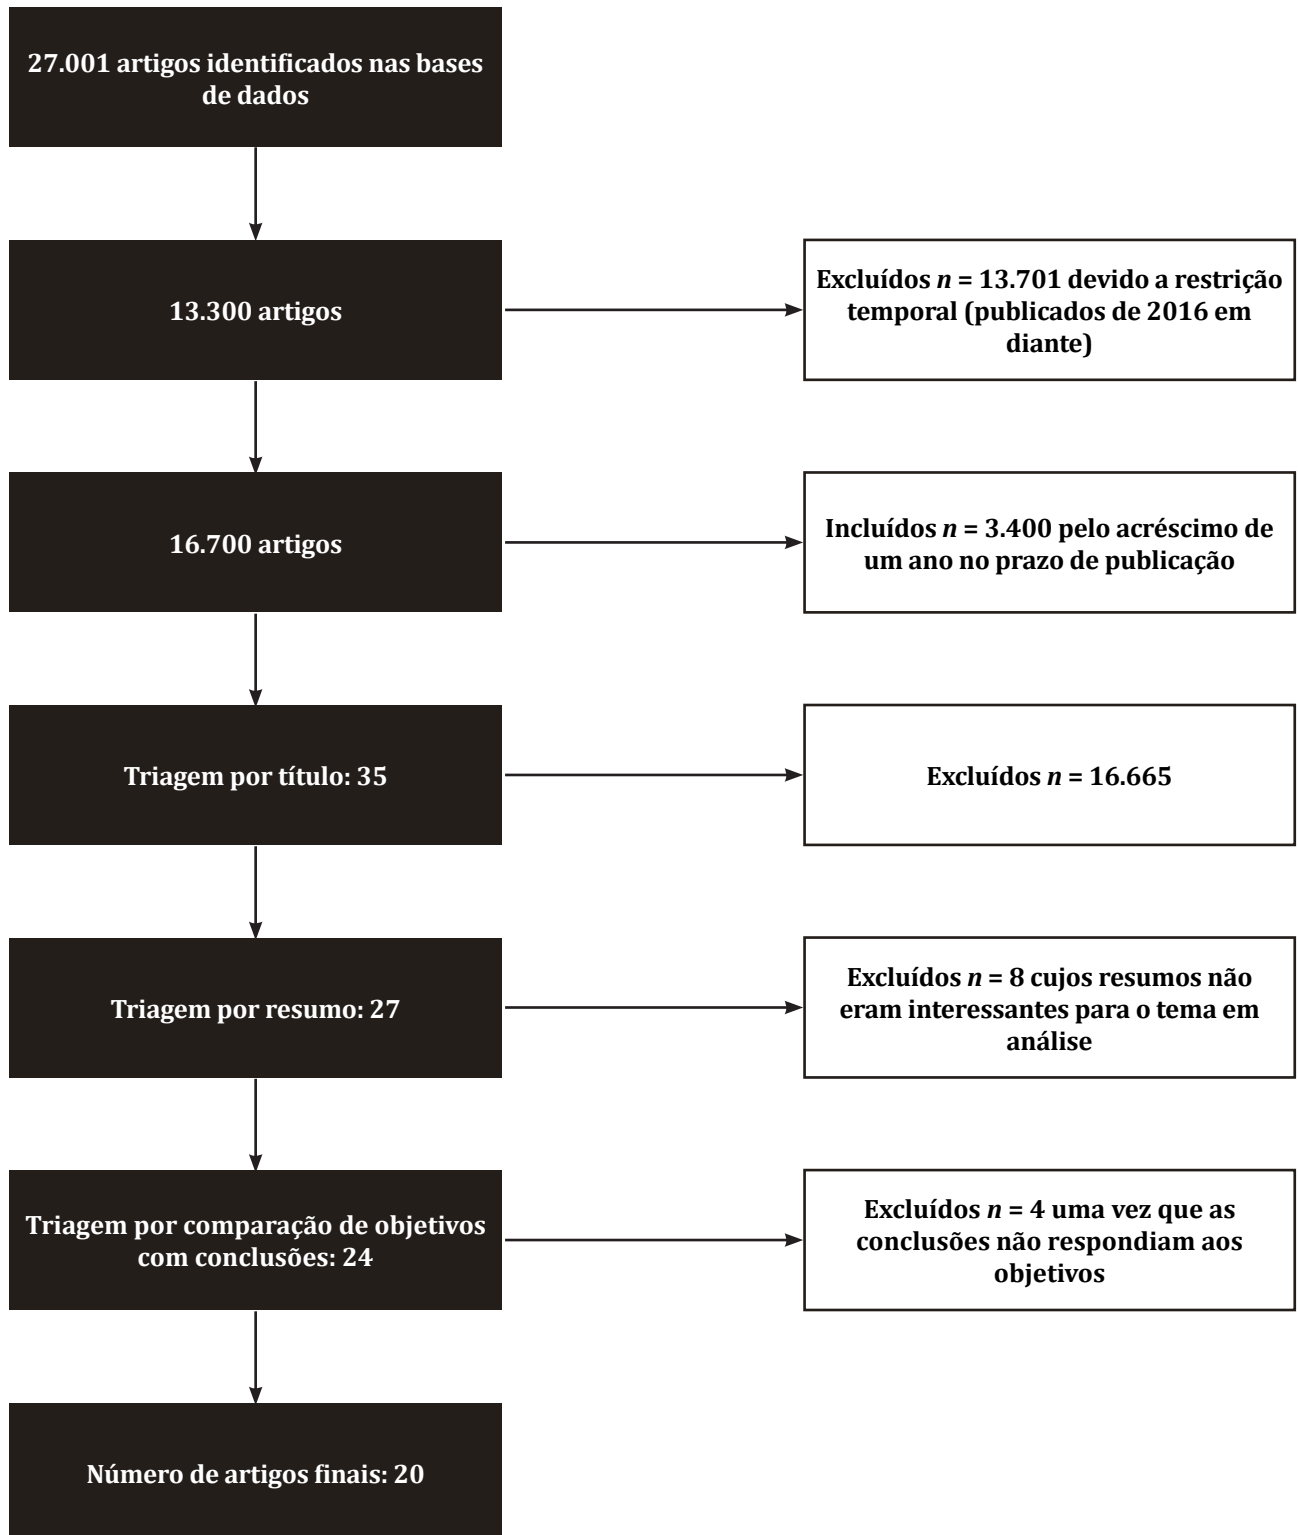 27.001 artigos identificados nas bases
de dados
13.300 artigos
Excluídos n = 13.701 devido a restrição
temporal (publicados de 2016 em
diante)
16.700 artigos
Incluídos n = 3.400 pelo acréscimo de
um ano no prazo de publicação
Triagem por título: 35
Excluídos n = 16.665
Triagem por resumo: 27
Excluídos n = 8 cujos resumos não
eram interessantes para o tema em
análise
Triagem por comparação de objetivos
com conclusões: 24
Excluídos n = 4 uma vez que as
conclusões não respondiam aos
objetivos
Número de artigos finais: 20